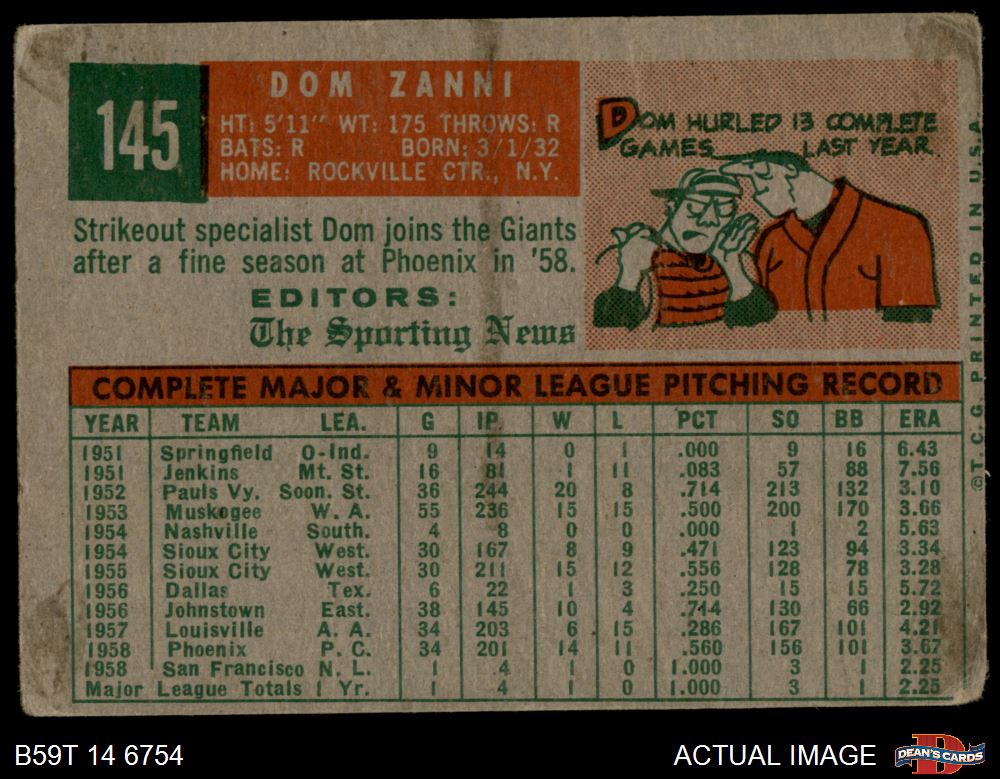 145
DOM ZANNI
HT: 5'11" WT: 175 THROWS: R
BATS: R BORN: 3/1/32
HOME: ROCKVILLE CTR., N.Y.
Strikeout specialist Dom joins the Giants
after a fine season at Phoenix in '58.
EDITORS:
The Sporting News
DOM HURLED 13 COMPLETE
GAMES LAST YEAR.
COMPLETE MAJOR & MINOR LEAGUE PITCHING RECORD
YEAR TEAM LEA. G IP. W L PCT SO BB ERA
1951 Springfield O-Ind. 9 14 0 1 .000 9 16 6.43
1951 Jenkins Mt. St. 16 81 1 11 .083 57 88 7.56
1952 Pauls Vy. Soon. St. 36 244 20 8 .714 213 132 3.10
1953 Muskogee W. A. 55 236 15 15 .500 200 170 3.66
1954 Nashville South. 4 8 0 0 .000 1 2 5.63
1954 Sioux City West. 30 167 8 9 .471 123 94 3.34
1955 Sioux City West. 30 211 15 12 .556 128 78 3.28
1956 Dallas Tex. 6 22 1 3 .250 15 15 5.72
1956 Johnstown East. 38 145 10 4 .714 130 66 2.92
1957 Louisville A. A. 34 203 6 15 .286 167 101 4.21
1958 Phoenix P. C. 34 201 14 11 .560 156 101 3.67
1958 San Francisco N. L. 1 4 1 0 1.000 3 1 2.25
Major League Totals 1 Yr. 1 4 1 0 1.000 3 1 2.25
©T.C.G. PRINTED IN U.S.A.
B59T 14 6754
ACTUAL IMAGE
D
DEAN'S CARDS